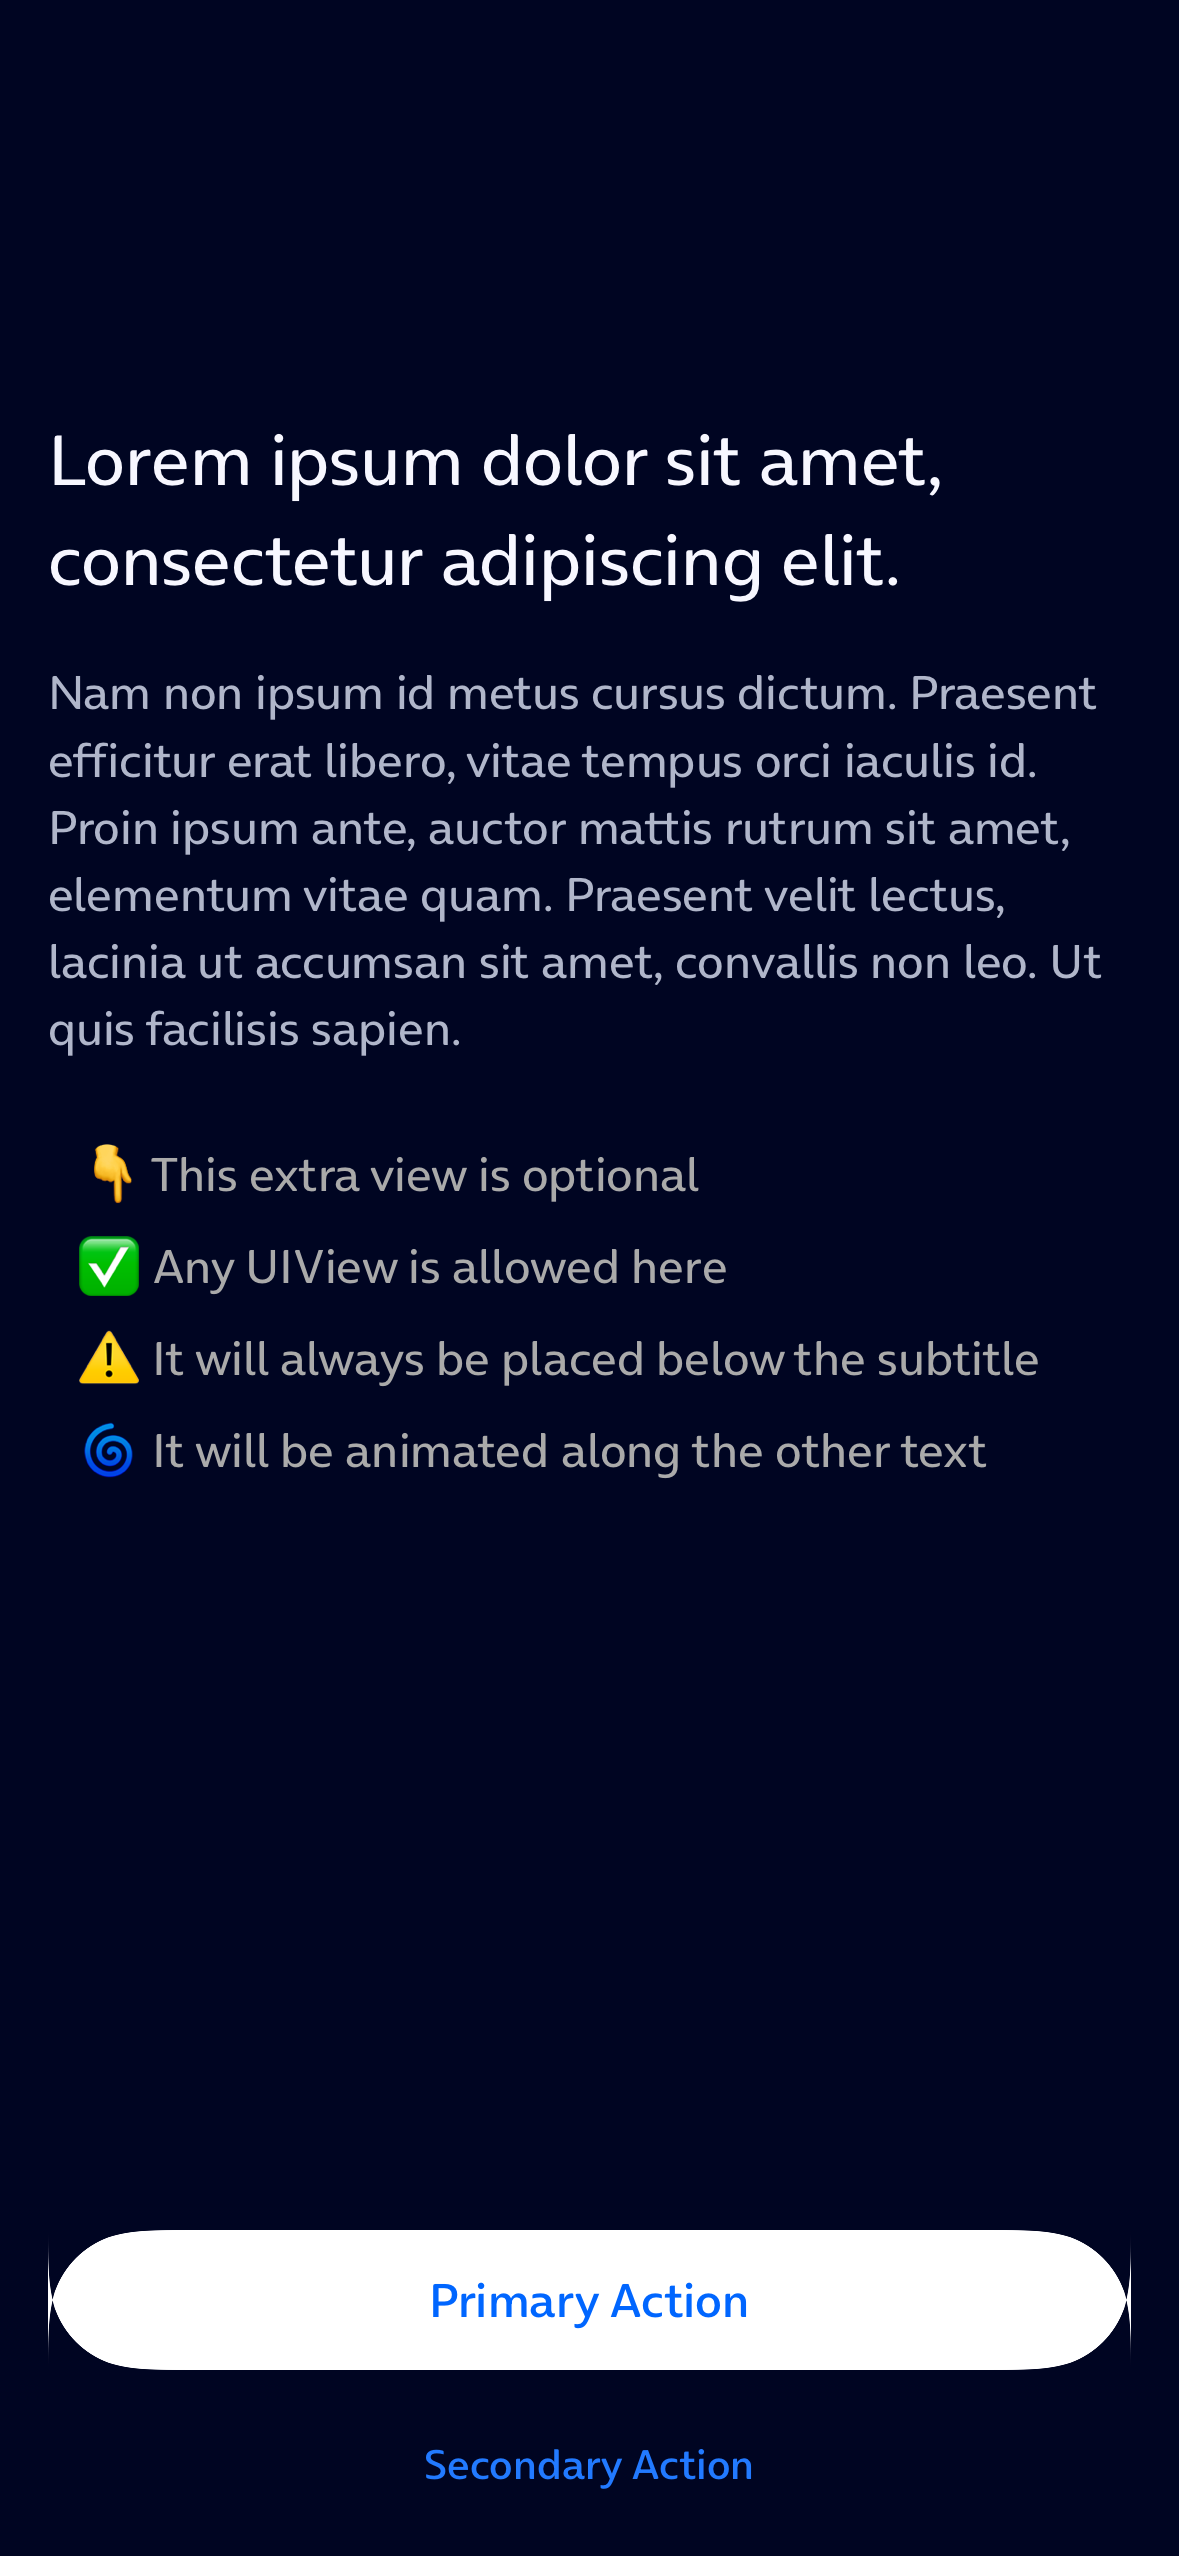 Lorem ipsum dolor sit amet,
consectetur adipiscing elit.
Nam non ipsum id metus cursus dictum. Praesent
efficitur erat libero, vitae tempus orci iaculis id.
Proin ipsum ante, auctor mattis rutrum sit amet,
elementum vitae quam. Praesent velit lectus,
lacinia ut accumsan sit amet, convallis non leo. Ut
quis facilisis sapien.
👇 This extra view is optional
✅ Any UIView is allowed here
⚠️ It will always be placed below the subtitle
🌀 It will be animated along the other text
Primary Action
Secondary Action